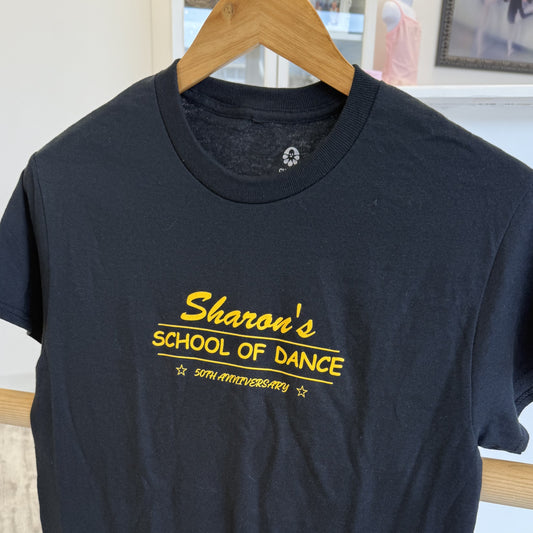 Sharon's
SCHOOL OF DANCE
50TH ANNIVERSARY